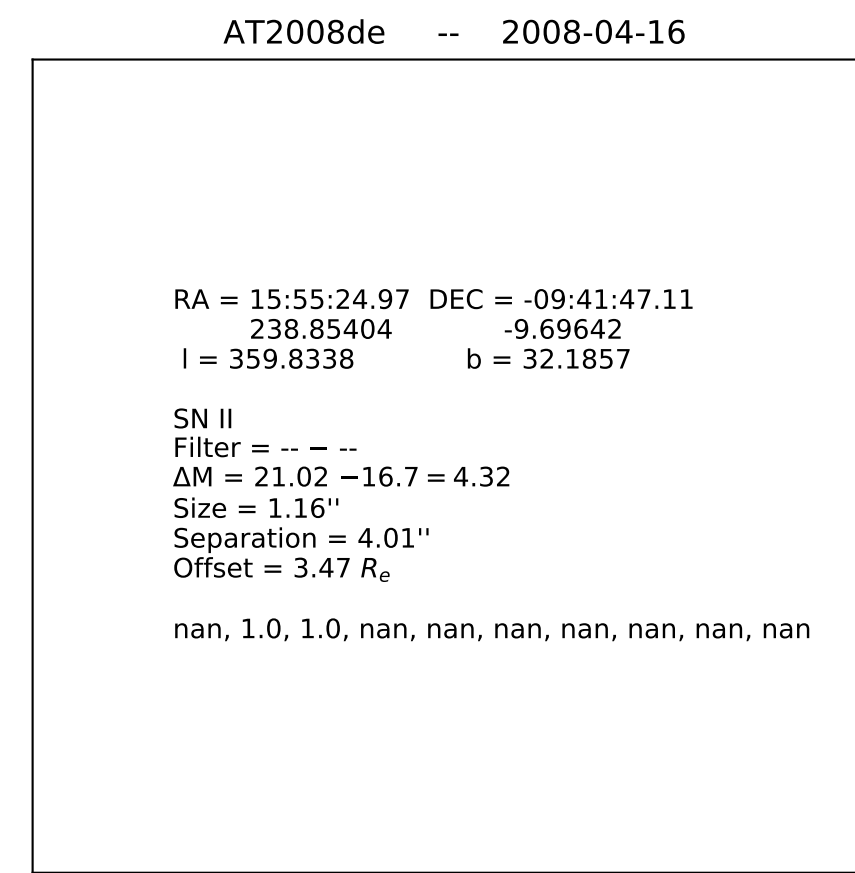 AT2008de -- 2008-04-16
RA = 15:55:24.97 DEC = -09:41:47.11
238.85404 -9.69642
l = 359.8338 b = 32.1857
SN II
Filter = -- − --
ΔM = 21.02 −16.7 = 4.32
Size = 1.16''
Separation = 4.01''
Offset = 3.47 Re
nan, 1.0, 1.0, nan, nan, nan, nan, nan, nan, nan